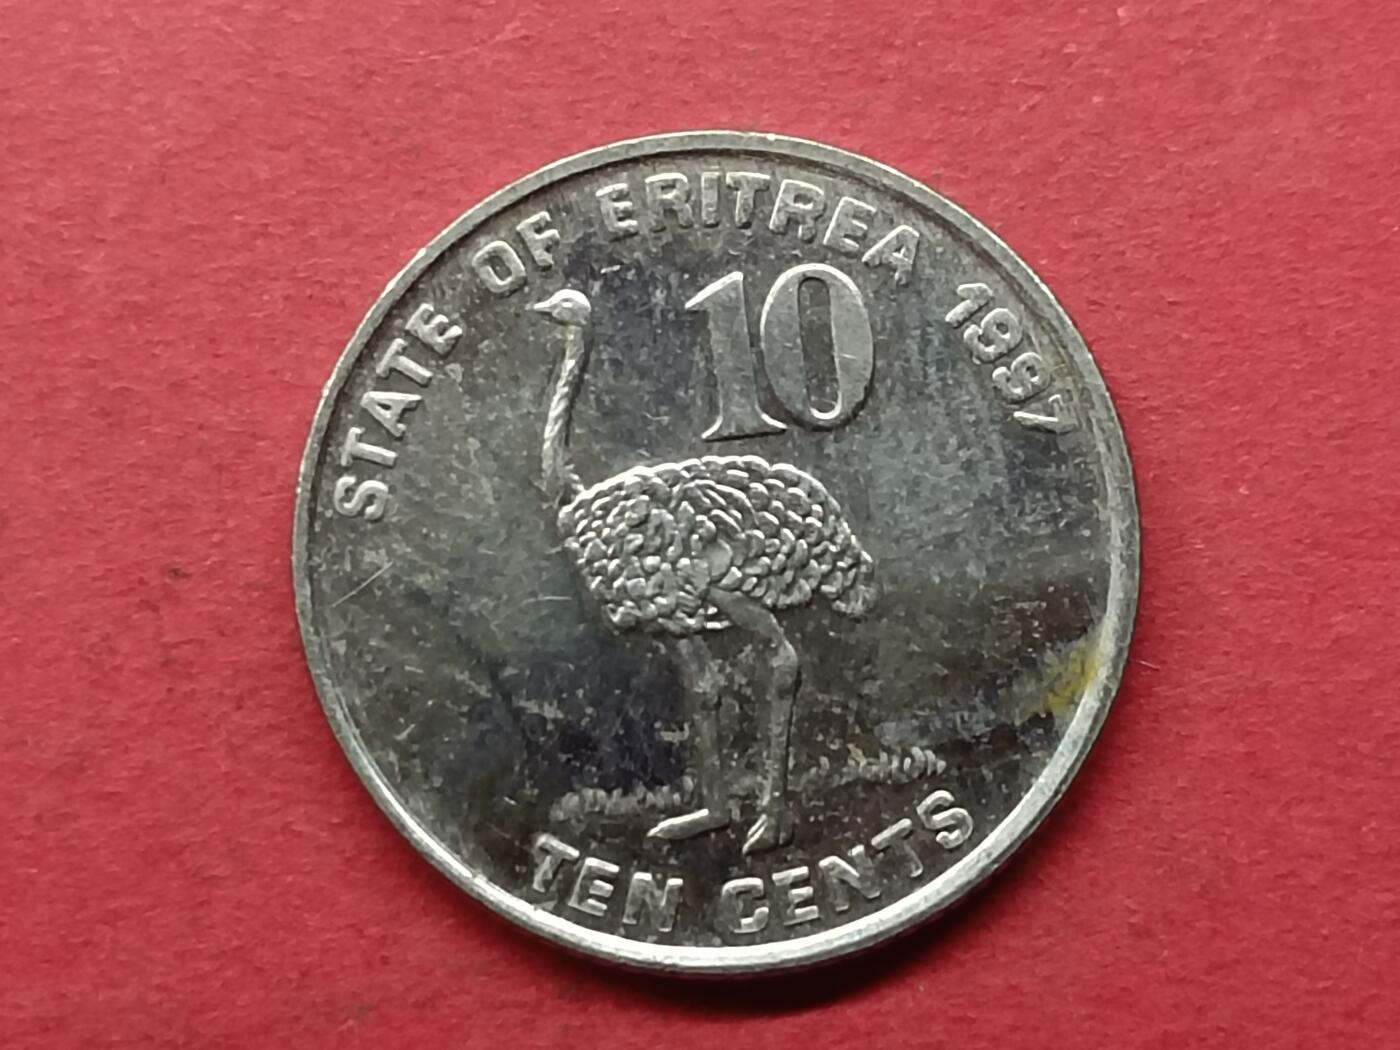 STATE OF ERITREA 1997
10
TEN CENTS